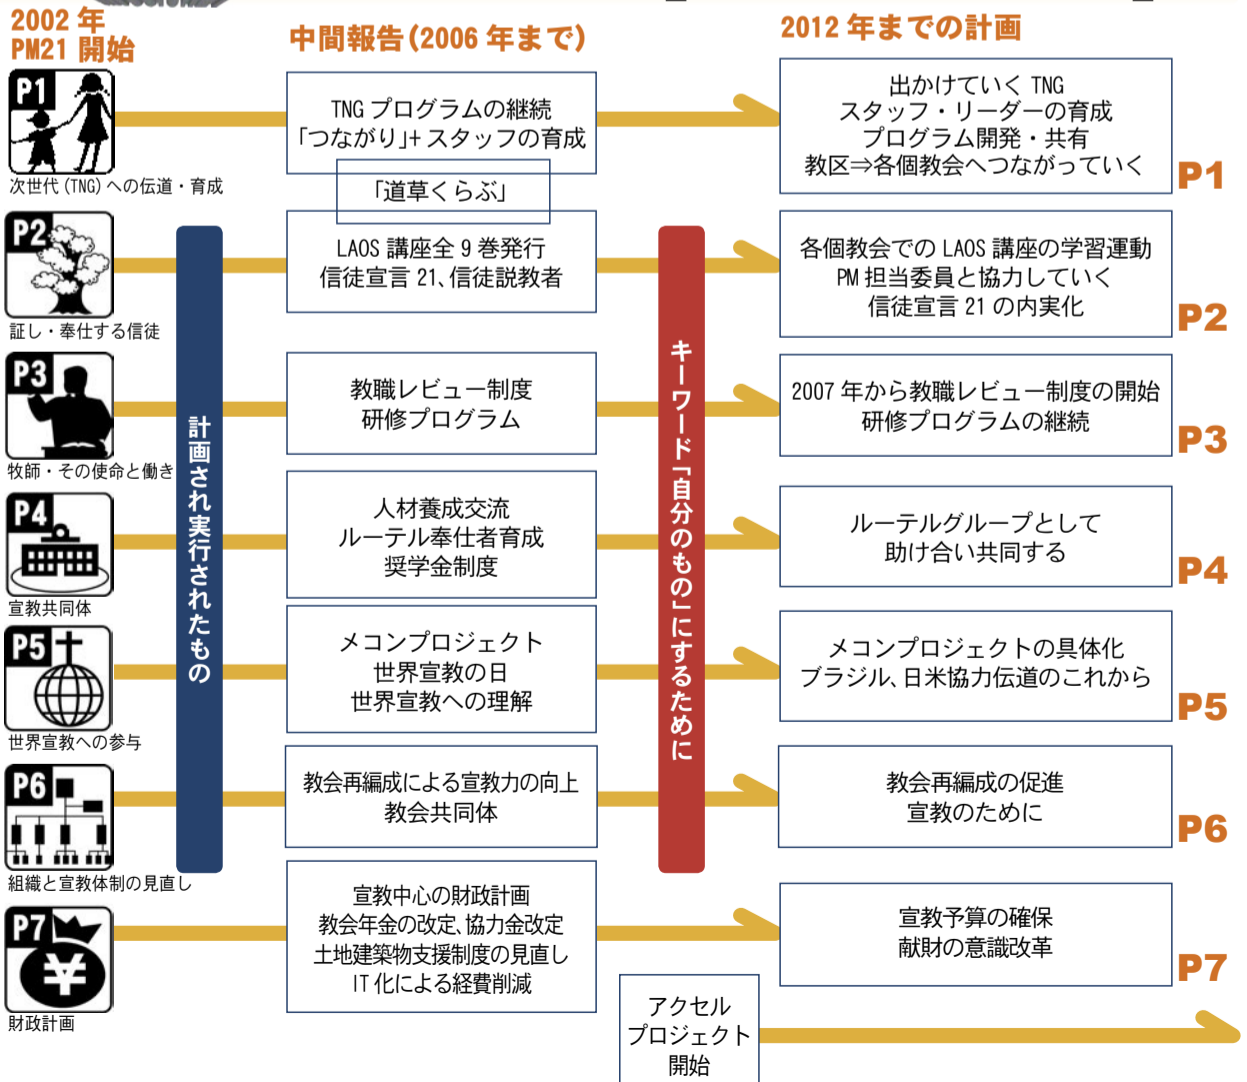 2002 年
PM21 開始
中間報告(2006 年まで)
2012 年までの計画
P1
次世代(TNG)への伝道・育成
TNG プログラムの継続
「つながり」+ スタッフの育成
「道草くらぶ」
出かけていく TNG
スタッフ・リーダーの育成
プログラム開発・共有
教区⇒各個教会へつながっていく
P1
P2
証し・奉仕する信徒
LAOS 講座全 9 巻発行
信徒宣言 21、信徒説教者
各個教会での LAOS 講座の学習運動
PM 担当委員と協力していく
信徒宣言 21 の内実化
P2
計画され実行されたもの
キーワード「自分のもの」にするために
P3
牧師・その使命と働き
教職レビュー制度
研修プログラム
2007 年から教職レビュー制度の開始
研修プログラムの継続
P3
P4
宣教共同体
人材養成交流
ルーテル奉仕者育成
奨学金制度
ルーテルグループとして
助け合い共同する
P4
P5
世界宣教への参与
メコンプロジェクト
世界宣教の日
世界宣教への理解
メコンプロジェクトの具体化
ブラジル、日米協力伝道のこれから
P5
P6
組織と宣教体制の見直し
教会再編成による宣教力の向上
教会共同体
教会再編成の促進
宣教のために
P6
P7
¥
財政計画
宣教中心の財政計画
教会年金の改定、協力金改定
土地建築物支援制度の見直し
IT 化による経費削減
宣教予算の確保
献財の意識改革
P7
アクセル
プロジェクト
開始